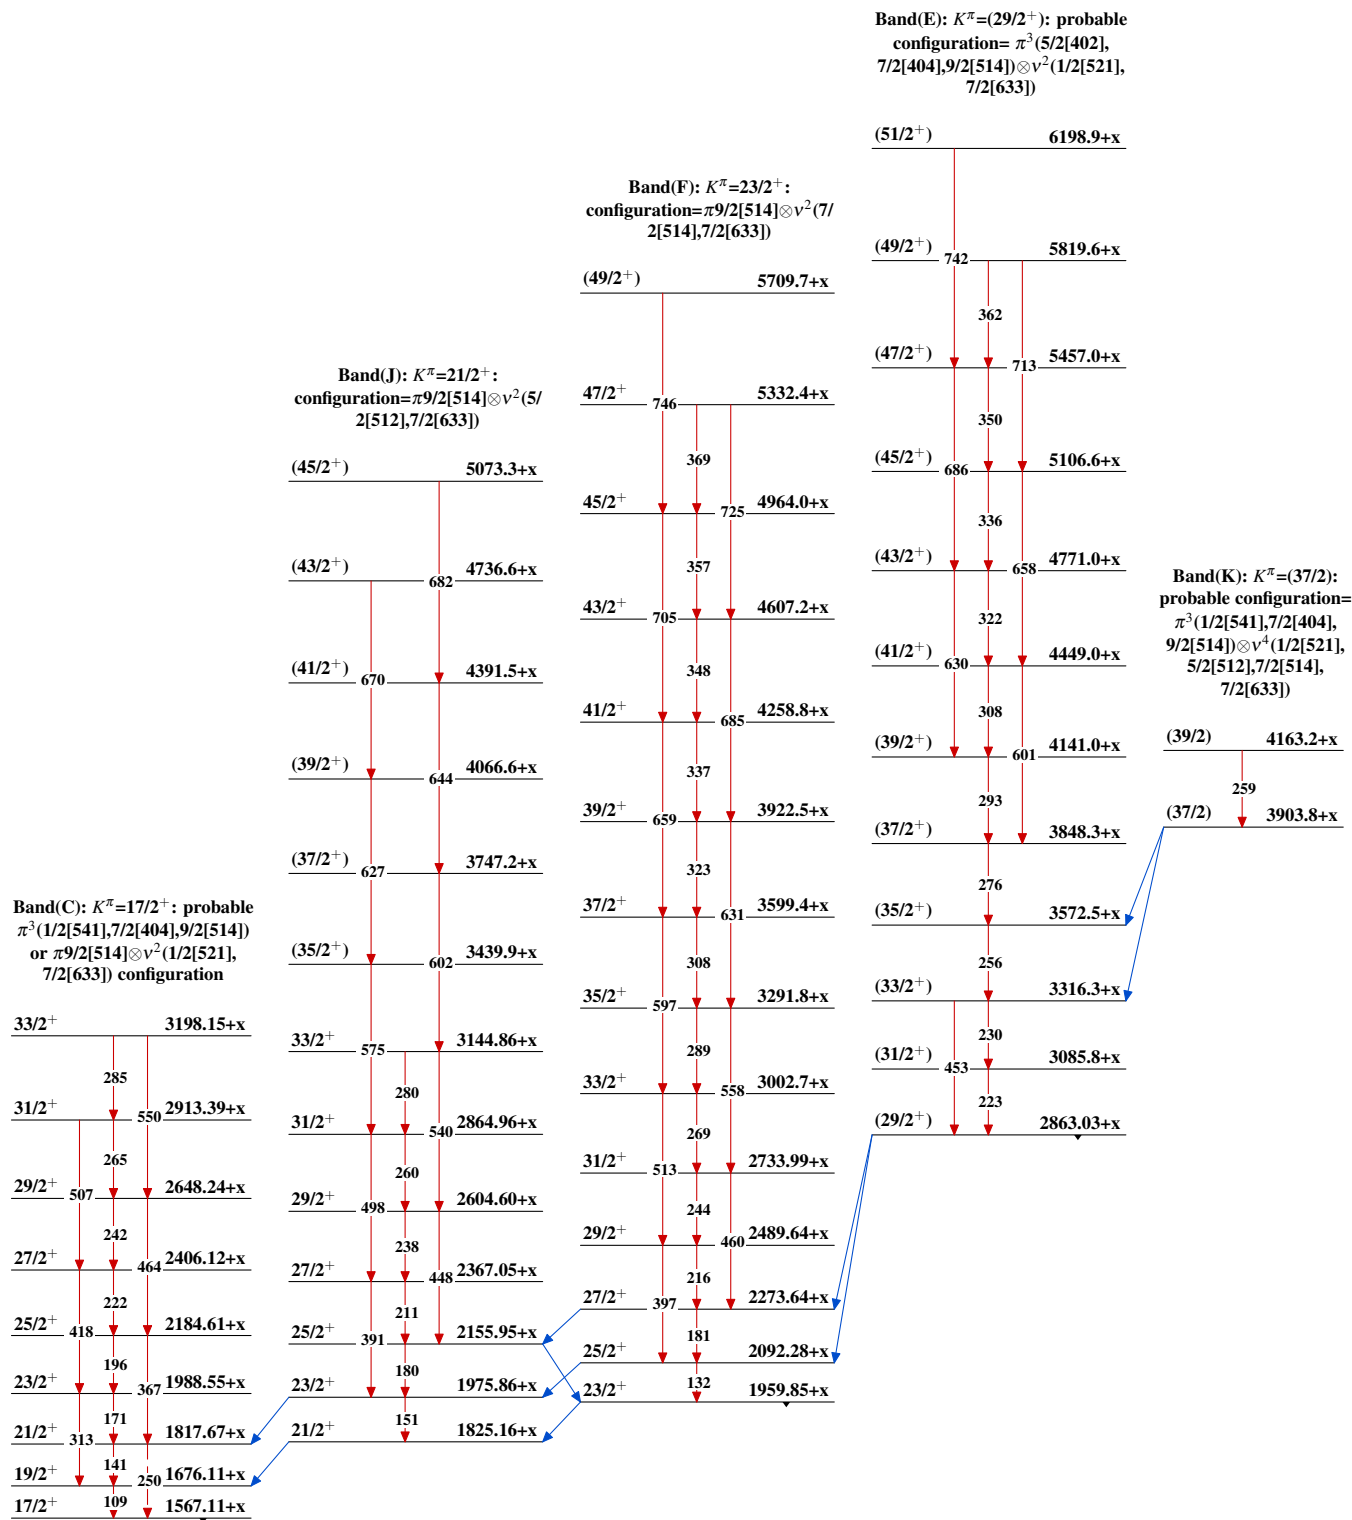 Band(E): Kπ=(29/2+): probable
configuration= π3(5/2[402],
7/2[404],9/2[514])⊗ν2(1/2[521],
7/2[633])
(51/2+) 6198.9+x
(49/2+) 742 5819.6+x
362
(47/2+) 713 5457.0+x
350
(45/2+) 686 5106.6+x
336
(43/2+) 658 4771.0+x
322
(41/2+) 630 4449.0+x
308
(39/2+) 601 4141.0+x
293
(37/2+) 3848.3+x
276
(35/2+) 3572.5+x
256
(33/2+) 3316.3+x
230
(31/2+) 453 3085.8+x
223
(29/2+) 2863.03+x
Band(F): Kπ=23/2+:
configuration=π9/2[514]⊗ν2(7/
2[514],7/2[633])
(49/2+) 5709.7+x
47/2+ 746 5332.4+x
369
45/2+ 725 4964.0+x
357
43/2+ 705 4607.2+x
348
41/2+ 685 4258.8+x
337
39/2+ 659 3922.5+x
323
37/2+ 631 3599.4+x
308
35/2+ 597 3291.8+x
289
33/2+ 558 3002.7+x
269
31/2+ 513 2733.99+x
244
29/2+ 460 2489.64+x
216
27/2+ 397 2273.64+x
181
25/2+ 2092.28+x
132
23/2+ 1959.85+x
Band(J): Kπ=21/2+:
configuration=π9/2[514]⊗ν2(5/
2[512],7/2[633])
(45/2+) 5073.3+x
(43/2+) 682 4736.6+x
(41/2+) 670 4391.5+x
(39/2+) 644 4066.6+x
(37/2+) 627 3747.2+x
(35/2+) 602 3439.9+x
33/2+ 575 3144.86+x
280
31/2+ 540 2864.96+x
260
29/2+ 498 2604.60+x
238
27/2+ 448 2367.05+x
211
25/2+ 391 2155.95+x
180
23/2+ 1975.86+x
151
21/2+ 1825.16+x
Band(K): Kπ=(37/2):
probable configuration=
π3(1/2[541],7/2[404],
9/2[514])⊗ν4(1/2[521],
5/2[512],7/2[514],
7/2[633])
(39/2) 4163.2+x
259
(37/2) 3903.8+x
Band(C): Kπ=17/2+: probable
π3(1/2[541],7/2[404],9/2[514])
or π9/2[514]⊗ν2(1/2[521],
7/2[633]) configuration
33/2+ 3198.15+x
285
31/2+ 550 2913.39+x
265
29/2+ 507 2648.24+x
242
27/2+ 464 2406.12+x
222
25/2+ 418 2184.61+x
196
23/2+ 367 1988.55+x
171
21/2+ 313 1817.67+x
141
19/2+ 250 1676.11+x
109
17/2+ 1567.11+x